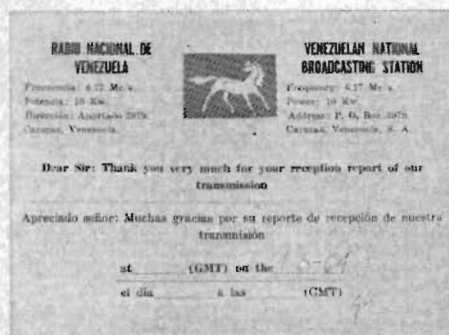 RADIO NACIONAL DE
VENEZUELA
Frecuencia: 6.17 Mc/s
Potencia: 10 Kw.
Dirección: Apartado 3979
Caracas, Venezuela.
VENEZUELAN NATIONAL
BROADCASTING STATION
Frequency: 6.17 Mc/s
Power: 10 Kw.
Address: P. O. Box 3979
Caracas, Venezuela, S. A.
Dear Sir: Thank you very much for your reception report of our
transmission
Apreciado señor: Muchas gracias por su reporte de recepción de nuestra
transmisión
at (GMT) on the
el día a las (GMT)